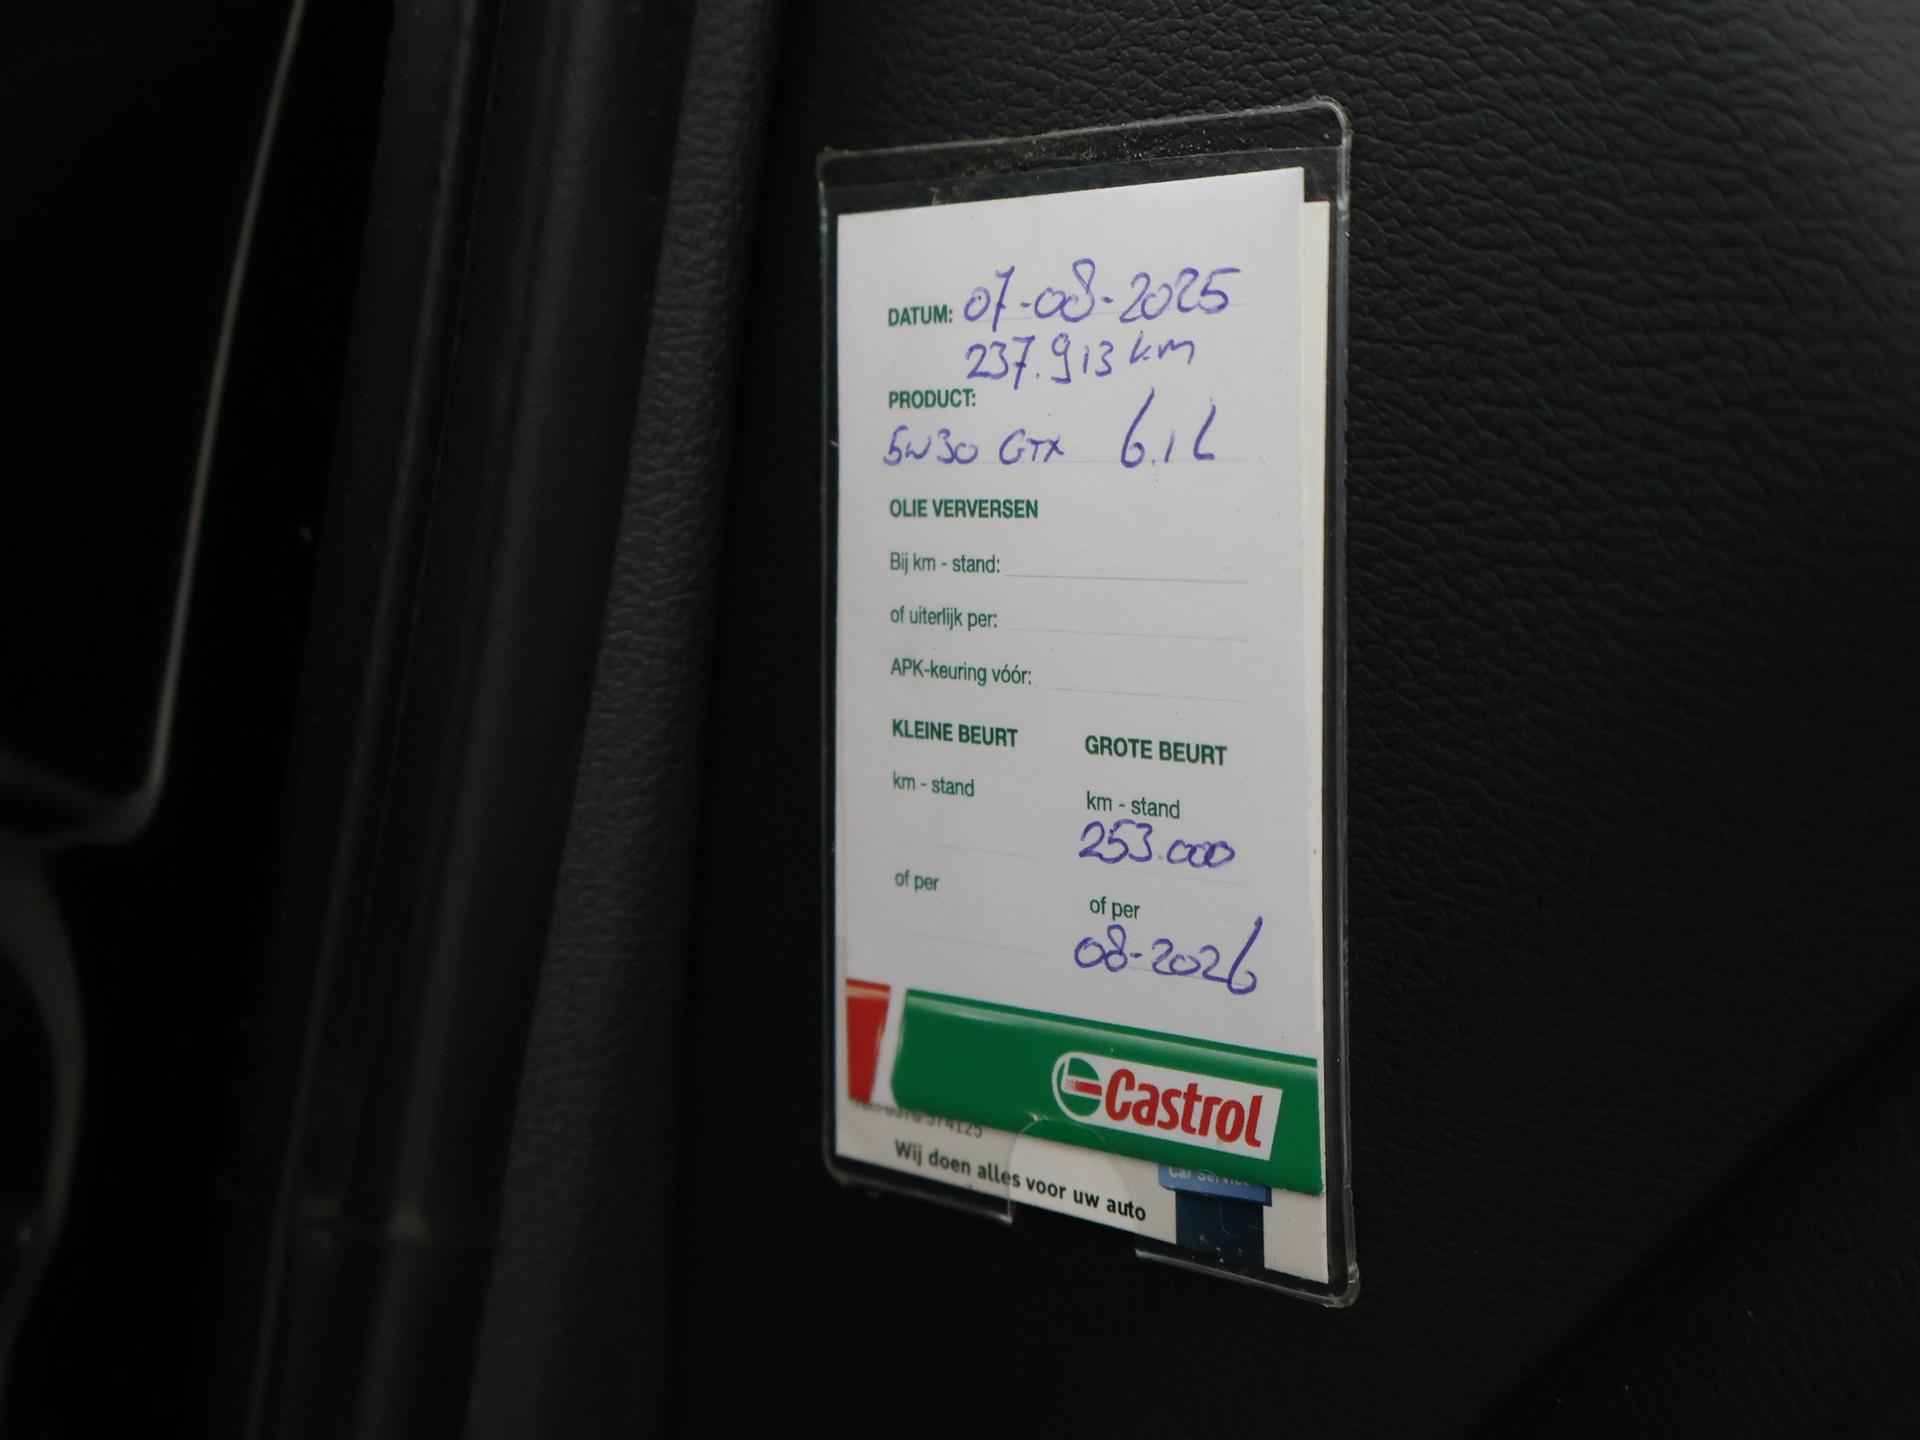 DATUM: 07-08-2025
237.913 km
PRODUCT:
5W30 GTX 6.1 L
OLIE VERVERSEN
Bij km - stand:
of uiterlijk per:
APK-keuring vóór:
KLEINE BEURT
km - stand
of per
GROTE BEURT
km - stand
253.000
of per
08-2026
Castrol
Car Service
Wij doen alles voor uw auto